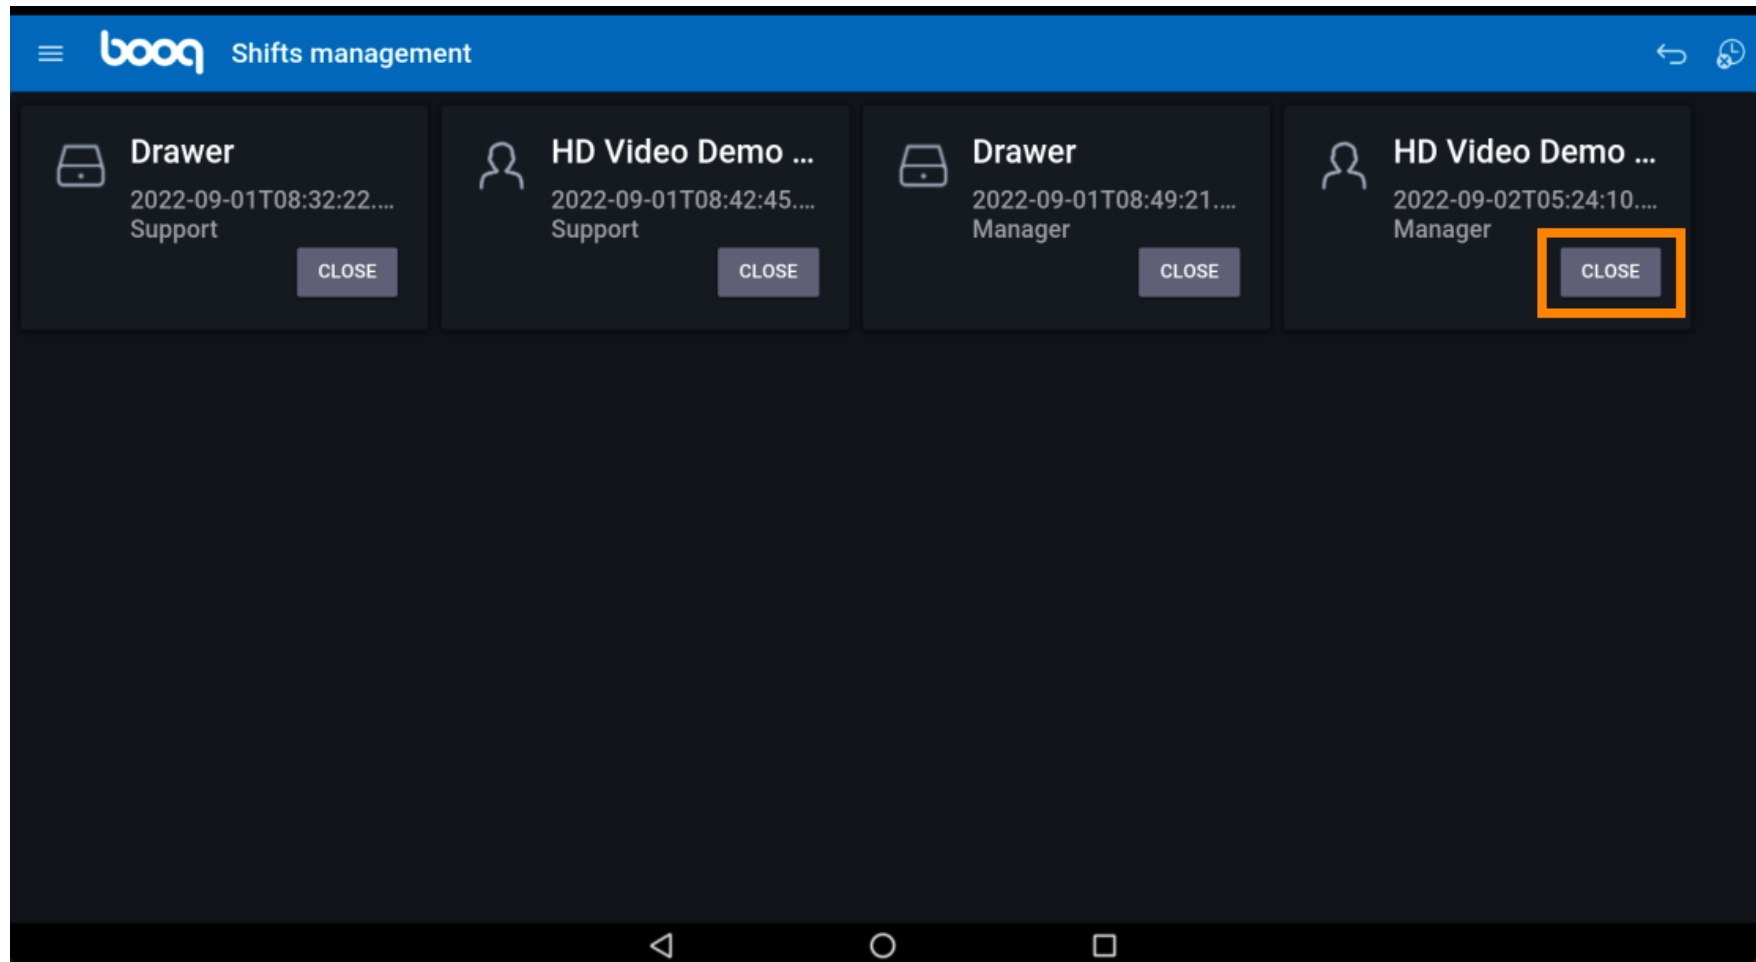 booq Shifts management
Drawer
2022-09-01T08:32:22....
Support
CLOSE
HD Video Demo ...
2022-09-01T08:42:45....
Support
CLOSE
Drawer
2022-09-01T08:49:21....
Manager
CLOSE
HD Video Demo ...
2022-09-02T05:24:10....
Manager
CLOSE